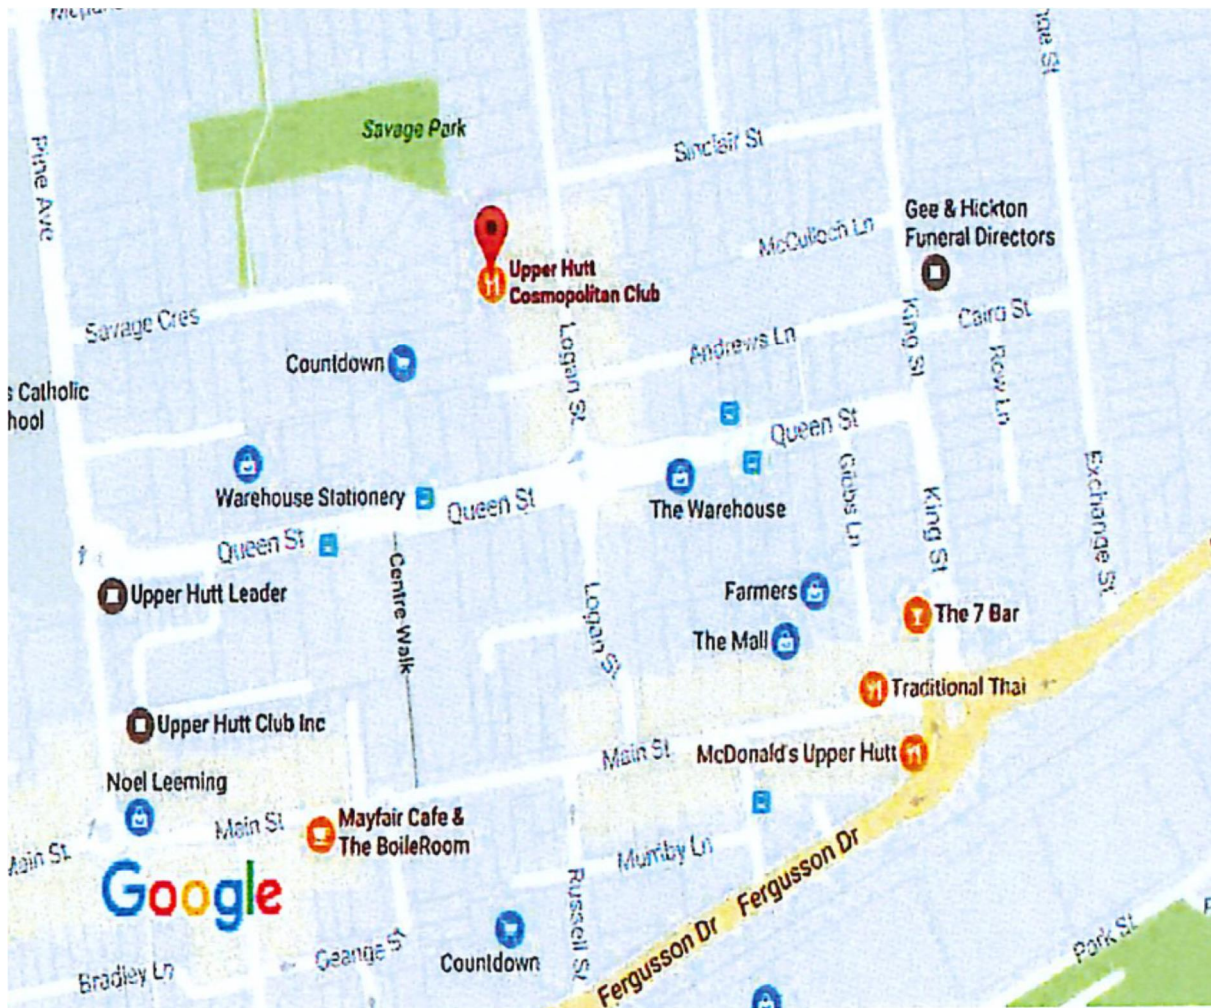 Savage Park
Sinclair St
Pine Ave
Gee & Hickton
Funeral Directors
McCulloch Ln
Upper Hutt
Cosmopolitan Club
Savage Cres
Logan St
Andrews Ln
King St
Cairo St
Countdown
Row Ln
s Catholic
hool
Queen St
Warehouse Stationery
Queen St
The Warehouse
Gibbs Ln
King St
Exchange St
Queen St
Centre Walk
Upper Hutt Leader
Logan St
Farmers
The 7 Bar
The Mall
Traditional Thai
Upper Hutt Club Inc
Main St
McDonald's Upper Hutt
Noel Leeming
Main St
Mayfair Cafe &
The BoileRoom
Main St
Mumby Ln
Fergusson Dr
Google
Russell St
Geange St
Countdown
Fergusson Dr
Park St
Bradley Ln
nge St